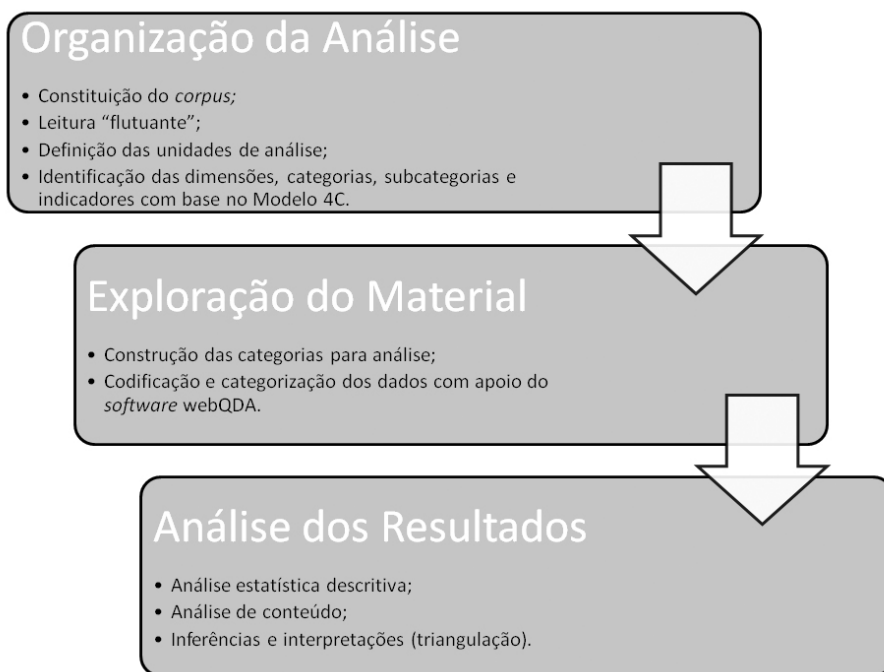 Organização da Análise
• Constituição do corpus;
• Leitura “flutuante”;
• Definição das unidades de análise;
• Identificação das dimensões, categorias, subcategorias e
indicadores com base no Modelo 4C.
Exploração do Material
• Construção das categorias para análise;
• Codificação e categorização dos dados com apoio do
software webQDA.
Análise dos Resultados
• Análise estatística descritiva;
• Análise de conteúdo;
• Inferências e interpretações (triangulação).